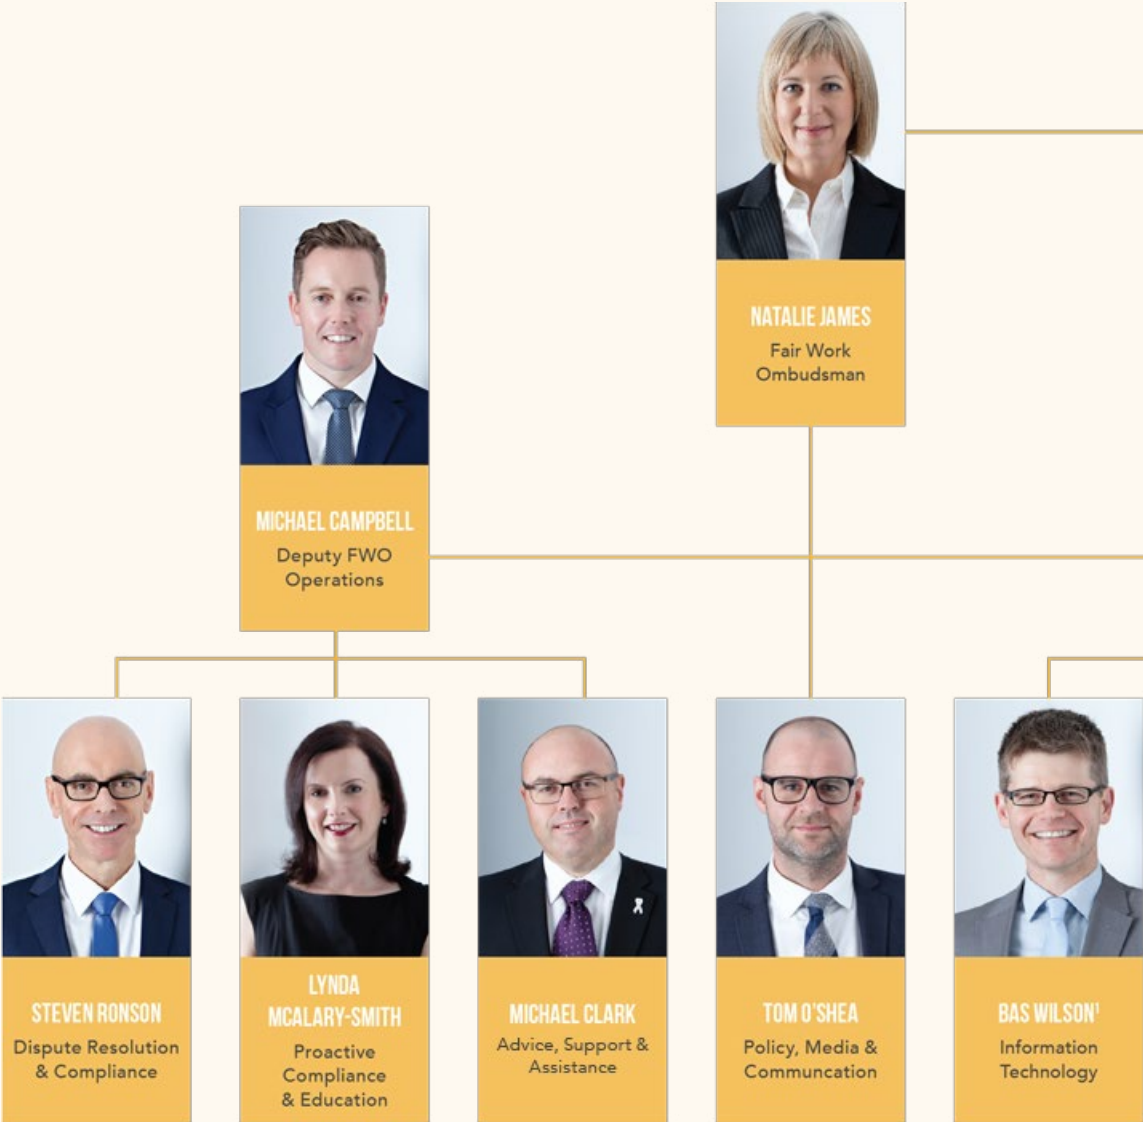 NATALIE JAMES
Fair Work
Ombudsman
MICHAEL CAMPBELL
Deputy FWO
Operations
STEVEN RONSON
Dispute Resolution
& Compliance
LYNDA
MCALARY-SMITH
Proactive
Compliance
& Education
MICHAEL CLARK
Advice, Support &
Assistance
TOM O'SHEA
Policy, Media &
Communcation
BAS WILSON¹
Information
Technology